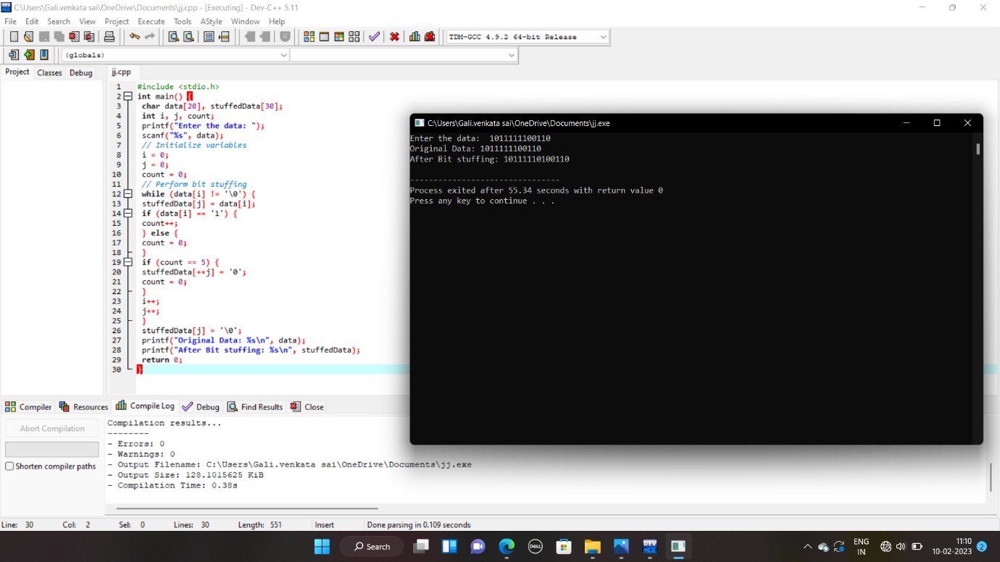 C:\Users\Gali.venkata sai\OneDrive\Documents\jj.cpp - [Executing] - Dev-C++ 5.11
File Edit Search View Project Execute Tools AStyle Window Help
TDM-GCC 4.9.2 64-bit Release
(globals)
Project Classes Debug jj.cpp
1 #include <stdio.h>
2 int main() {
3 char data[20], stuffedData[30];
4 int i, j, count;
5 printf("Enter the data: ");
6 scanf("%s", data);
7 // Initialize variables
8 i = 0;
9 j = 0;
10 count = 0;
11 // Perform bit stuffing
12 while (data[i] != '\0') {
13 stuffedData[j] = data[i];
14 if (data[i] == '1') {
15 count++;
16 } else {
17 count = 0;
18 }
19 if (count == 5) {
20 stuffedData[++j] = '0';
21 count = 0;
22 }
23 i++;
24 j++;
25 }
26 stuffedData[j] = '\0';
27 printf("Original Data: %s\n", data);
28 printf("After Bit stuffing: %s\n", stuffedData);
29 return 0;
30 }
C:\Users\Gali.venkata sai\OneDrive\Documents\jj.exe
Enter the data:  1011111100110
Original Data: 1011111100110
After Bit stuffing: 10111110100110
--------------------------------
Process exited after 55.34 seconds with return value 0
Press any key to continue . . .
Compiler Resources Compile Log Debug Find Results Close
Abort Compilation
Shorten compiler paths
Compilation results...
--------
- Errors: 0
- Warnings: 0
- Output Filename: C:\Users\Gali.venkata sai\OneDrive\Documents\jj.exe
- Output Size: 128.1015625 KiB
- Compilation Time: 0.38s
Line: 30 Col: 2 Sel: 0 Lines: 30 Length: 551 Insert Done parsing in 0.109 seconds
Search
DELL
DEV
C++
ENG
IN
11:10
10-02-2023
2